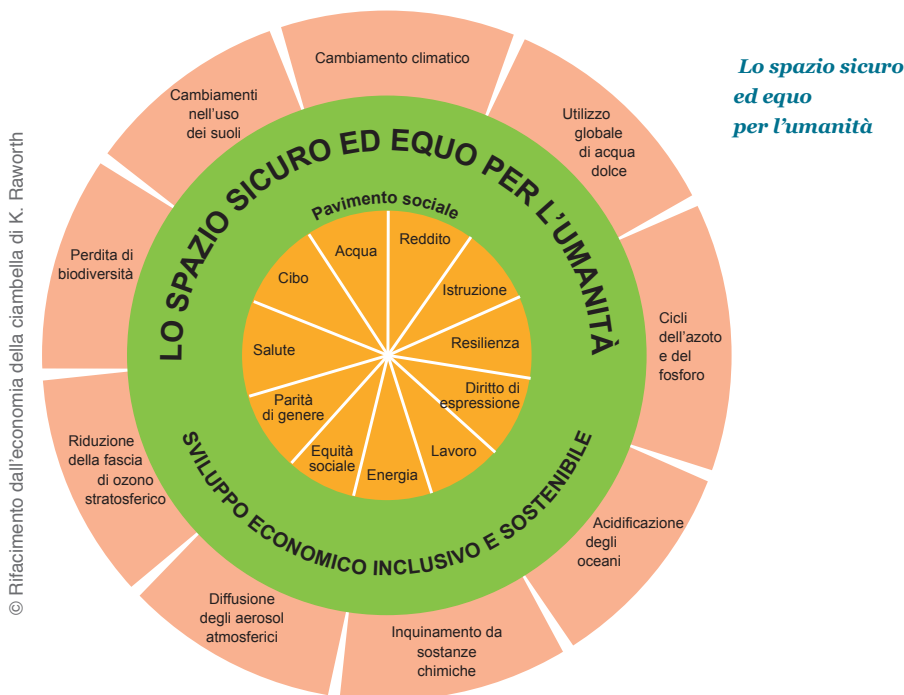 Lo spazio sicuro
ed equo
per l'umanità
© Rifacimento dall'economia della ciambella di K. Raworth
Cambiamento climatico
Utilizzo
globale
di acqua
dolce
Cicli
dell'azoto
e del
fosforo
Acidificazione
degli
oceani
Inquinamento da
sostanze
chimiche
Diffusione
degli aerosol
atmosferici
Riduzione
della fascia
di ozono
stratosferico
Perdita di
biodiversità
Cambiamenti
nell'uso
dei suoli
LO SPAZIO SICURO ED EQUO PER L'UMANITÀ
Pavimento sociale
Reddito
Istruzione
Resilienza
Diritto di
espressione
Lavoro
Energia
Equità
sociale
Parità
di genere
Salute
Cibo
Acqua
SVILUPPO ECONOMICO INCLUSIVO E SOSTENIBILE